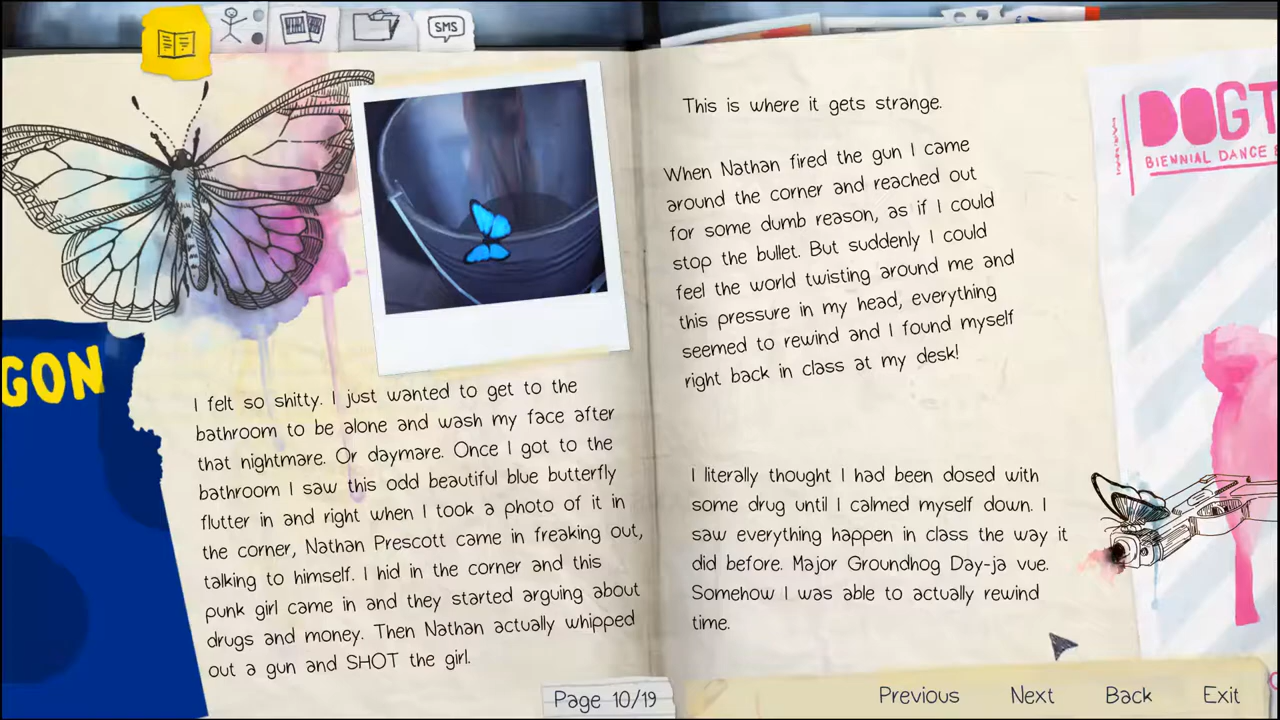 SMS
GON
I felt so shitty. I just wanted to get to the
bathroom to be alone and wash my face after
that nightmare. Or daymare. Once I got to the
bathroom I saw this odd beautiful blue butterfly
flutter in and right when I took a photo of it in
the corner, Nathan Prescott came in freaking out,
talking to himself. I hid in the corner and this
punk girl came in and they started arguing about
drugs and money. Then Nathan actually whipped
out a gun and SHOT the girl.
Page 10/19
This is where it gets strange.
When Nathan fired the gun I came
around the corner and reached out
for some dumb reason, as if I could
stop the bullet. But suddenly I could
feel the world twisting around me and
this pressure in my head, everything
seemed to rewind and I found myself
right back in class at my desk!
I literally thought I had been dosed with
some drug until I calmed myself down. I
saw everything happen in class the way it
did before. Major Groundhog Day-ja vue.
Somehow I was able to actually rewind
time.
DOGT
BIENNIAL DANCE
Previous Next Back Exit